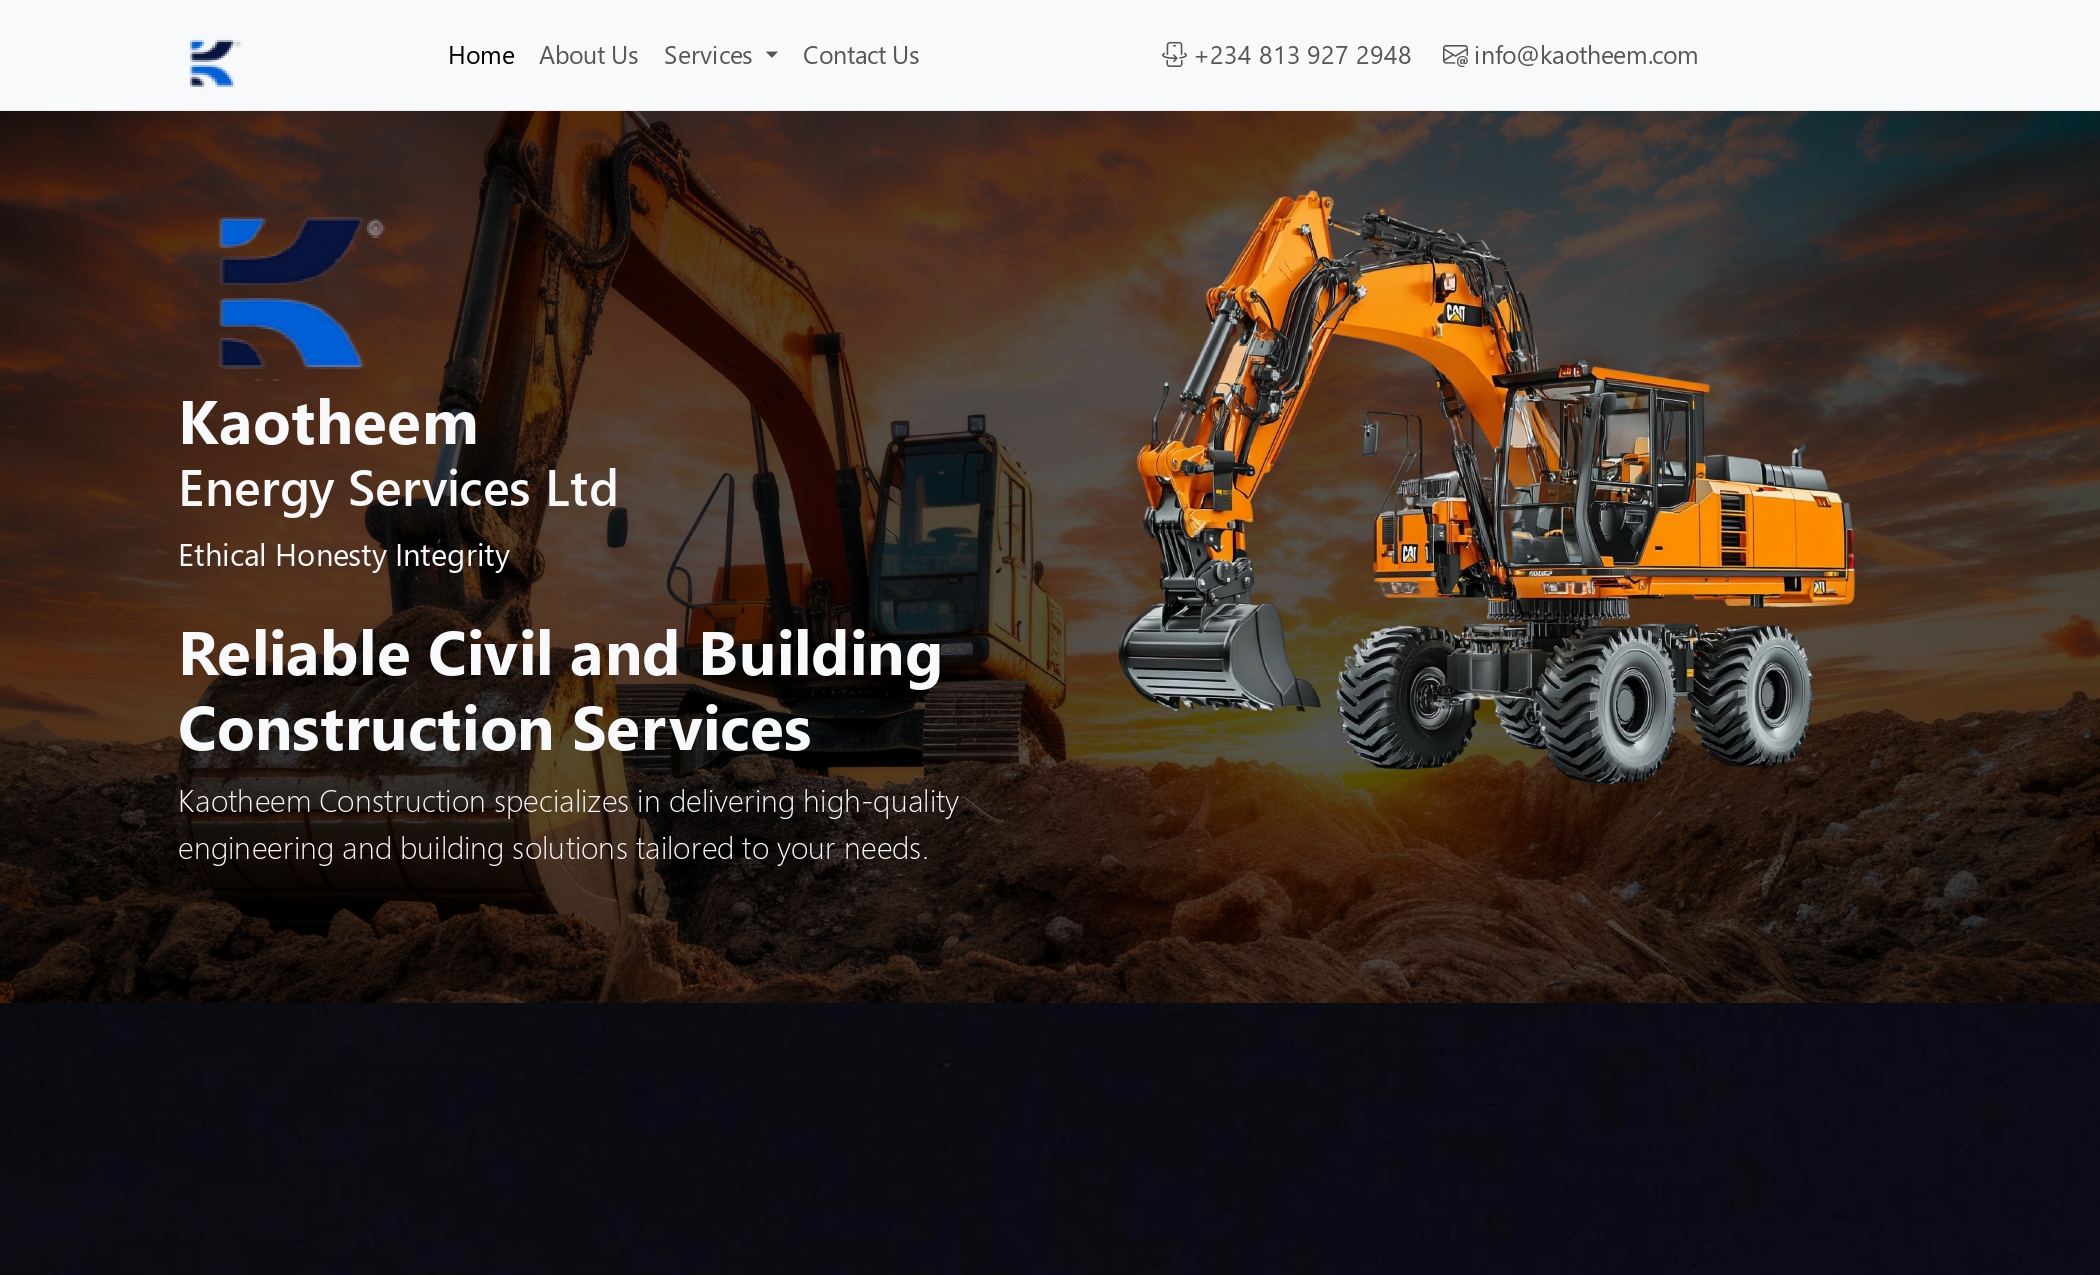 Home About Us Services Contact Us +234 813 927 2948 info@kaotheem.com
Kaotheem
Energy Services Ltd
Ethical Honesty Integrity
Reliable Civil and Building
Construction Services
Kaotheem Construction specializes in delivering high-quality
engineering and building solutions tailored to your needs.
CAT
CAT